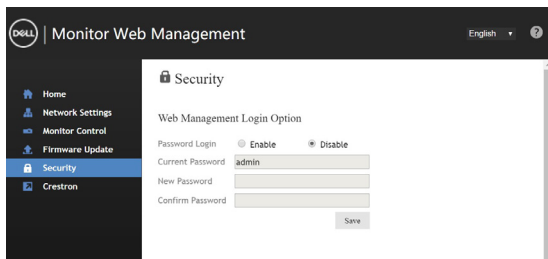 DELL | Monitor Web Management
English
?
Home
Network Settings
Monitor Control
Firmware Update
Security
Crestron
Security
Web Management Login Option
Password Login Enable Disable
Current Password admin
New Password
Confirm Password
Save